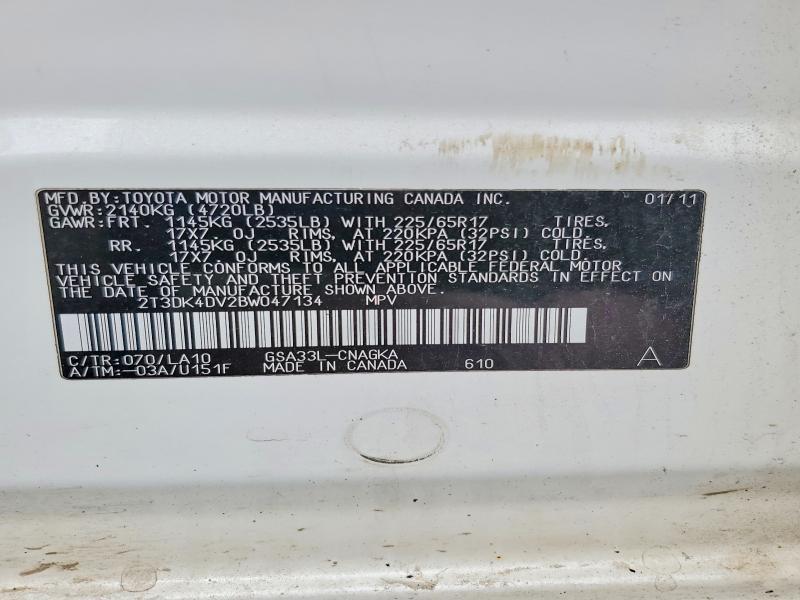 MFD.BY:TOYOTA MOTOR MANUFACTURING CANADA INC. 01/11
GVWR:2140KG (4720LB)
GAWR:FRT. 1145KG (2535LB) WITH 225/65R17 TIRES,
17X7 OJ RIMS, AT 220KPA (32PSI) COLD.
RR. 1145KG (2535LB) WITH 225/65R17 TIRES,
17X7 OJ RIMS, AT 220KPA (32PSI) COLD.
THIS VEHICLE CONFORMS TO ALL APPLICABLE FEDERAL MOTOR
VEHICLE SAFETY AND THEFT PREVENTION STANDARDS IN EFFECT ON
THE DATE OF MANUFACTURE SHOWN ABOVE.
2T3DK4DV2BW047134 MPV
C/TR:070/LA10 GSA33L-CNAGKA
A/TM:-03A/U151F MADE IN CANADA 610 A